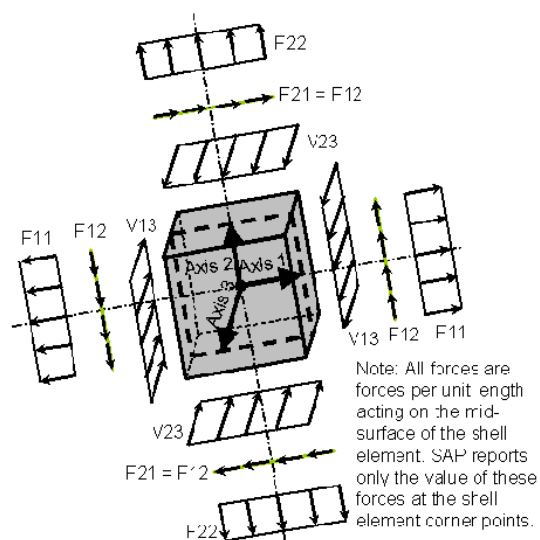 F22
F21 = F12
V23
F11
F12
V13
Axis 2
Axis 1
Axis 3
V13
F12
F11
V23
F21 = F12
F22
Note: All forces are
forces per unit length
acting on the mid-
surface of the shell
element. SAP reports
only the value of these
forces at the shell
element corner points.